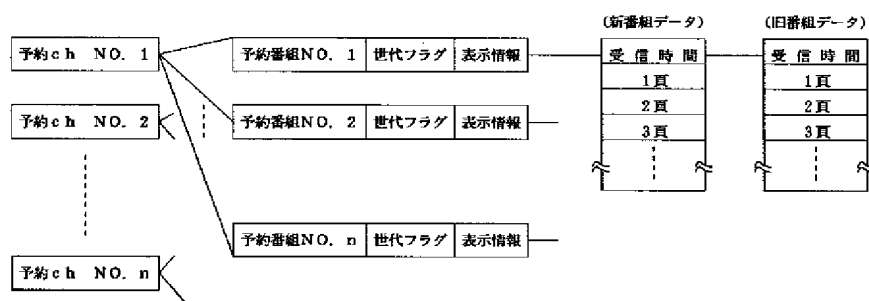 (新番組データ) (旧番組データ)
予約ch NO. 1 予約番組NO. 1 世代フラグ 表示情報 受信時間 受信時間
1頁 1頁
予約ch NO. 2 予約番組NO. 2 世代フラグ 表示情報 2頁 2頁
3頁 3頁
予約番組NO. n 世代フラグ 表示情報
予約ch NO. n